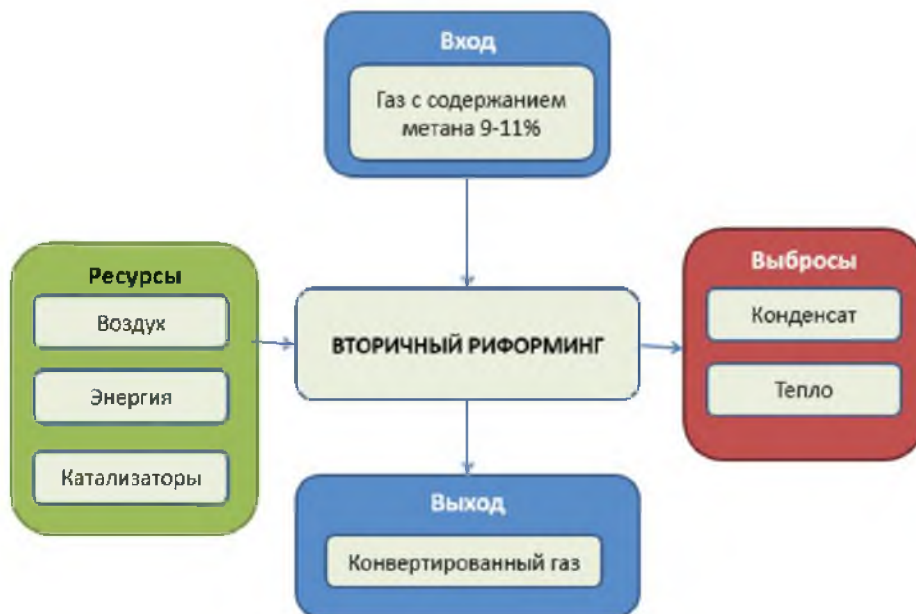 Вход
Газ с содержанием
метана 9-11%
Ресурсы
Воздух
Энергия
Катализаторы
ВТОРИЧНЫЙ РИФОРМИНГ
Выбросы
Конденсат
Тепло
Выход
Конвертированный газ